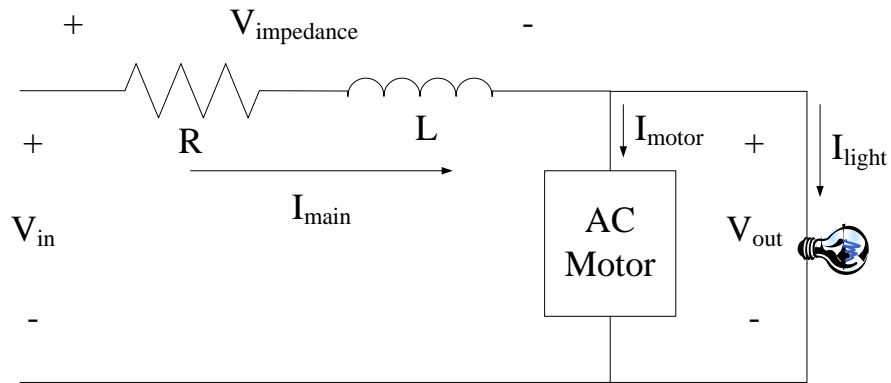 + V_impedance -
R L I_motor
+ + I_light
I_main
V_in AC Motor V_out
- -